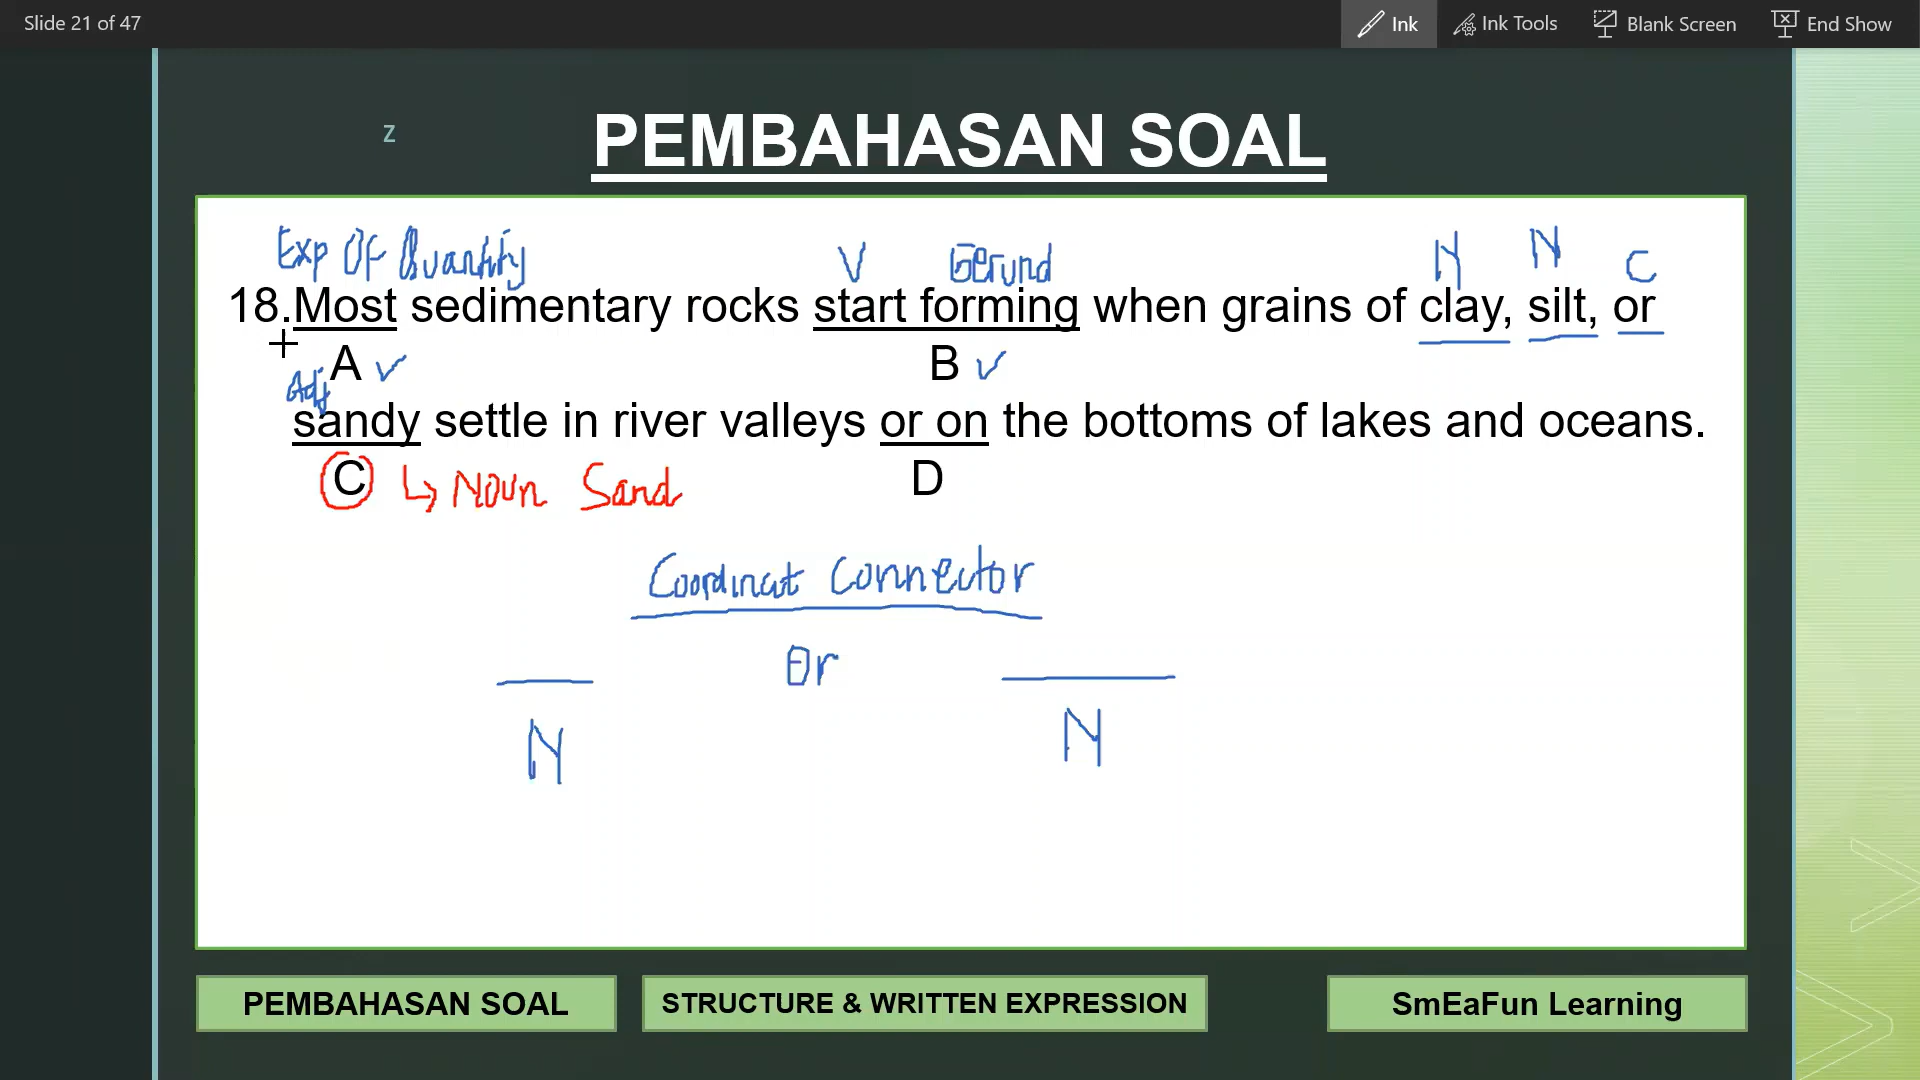 Slide 21 of 47
Ink
Ink Tools
Blank Screen
End Show
z
PEMBAHASAN SOAL
Exp Of Quantity V Gerund N N C
18.Most sedimentary rocks start forming when grains of clay, silt, or
A ✓ B ✓
Adj
sandy settle in river valleys or on the bottoms of lakes and oceans.
C ↳ Noun Sand D
Coordinat Connector
Or
N N
PEMBAHASAN SOAL
STRUCTURE & WRITTEN EXPRESSION
SmEaFun Learning